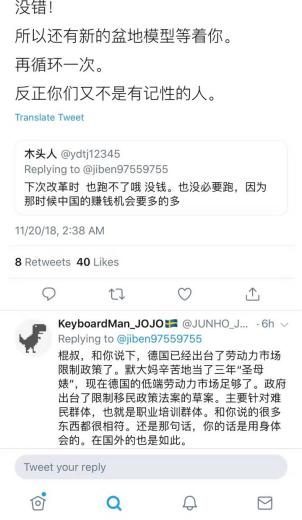 没错！
所以还有新的盆地模型等着你。
再循环一次。
反正你们又不是有记性的人。
Translate Tweet
木头人 @ydtj12345
Replying to @jiben97559755
下次改革时 也跑不了哦 没钱。也没必要跑，因为
那时候中国的赚钱机会要多的多
11/20/18, 2:38 AM
8 Retweets 40 Likes
KeyboardMan_JOJO🇸🇪 @JUNHO_J... · 6h
Replying to @jiben97559755
棍叔，和你说下，德国已经出台了劳动力市场
限制政策了。默大妈辛苦地当了三年“圣母
婊”，现在德国的低端劳动力市场足够了。政府
出台了限制移民政策法案的草案。主要针对难
民群体，也就是职业培训群体。和你说的很多
东西都很相符。还是那句话，你的话是用身体
会的。在国外的也是如此。
Tweet your reply